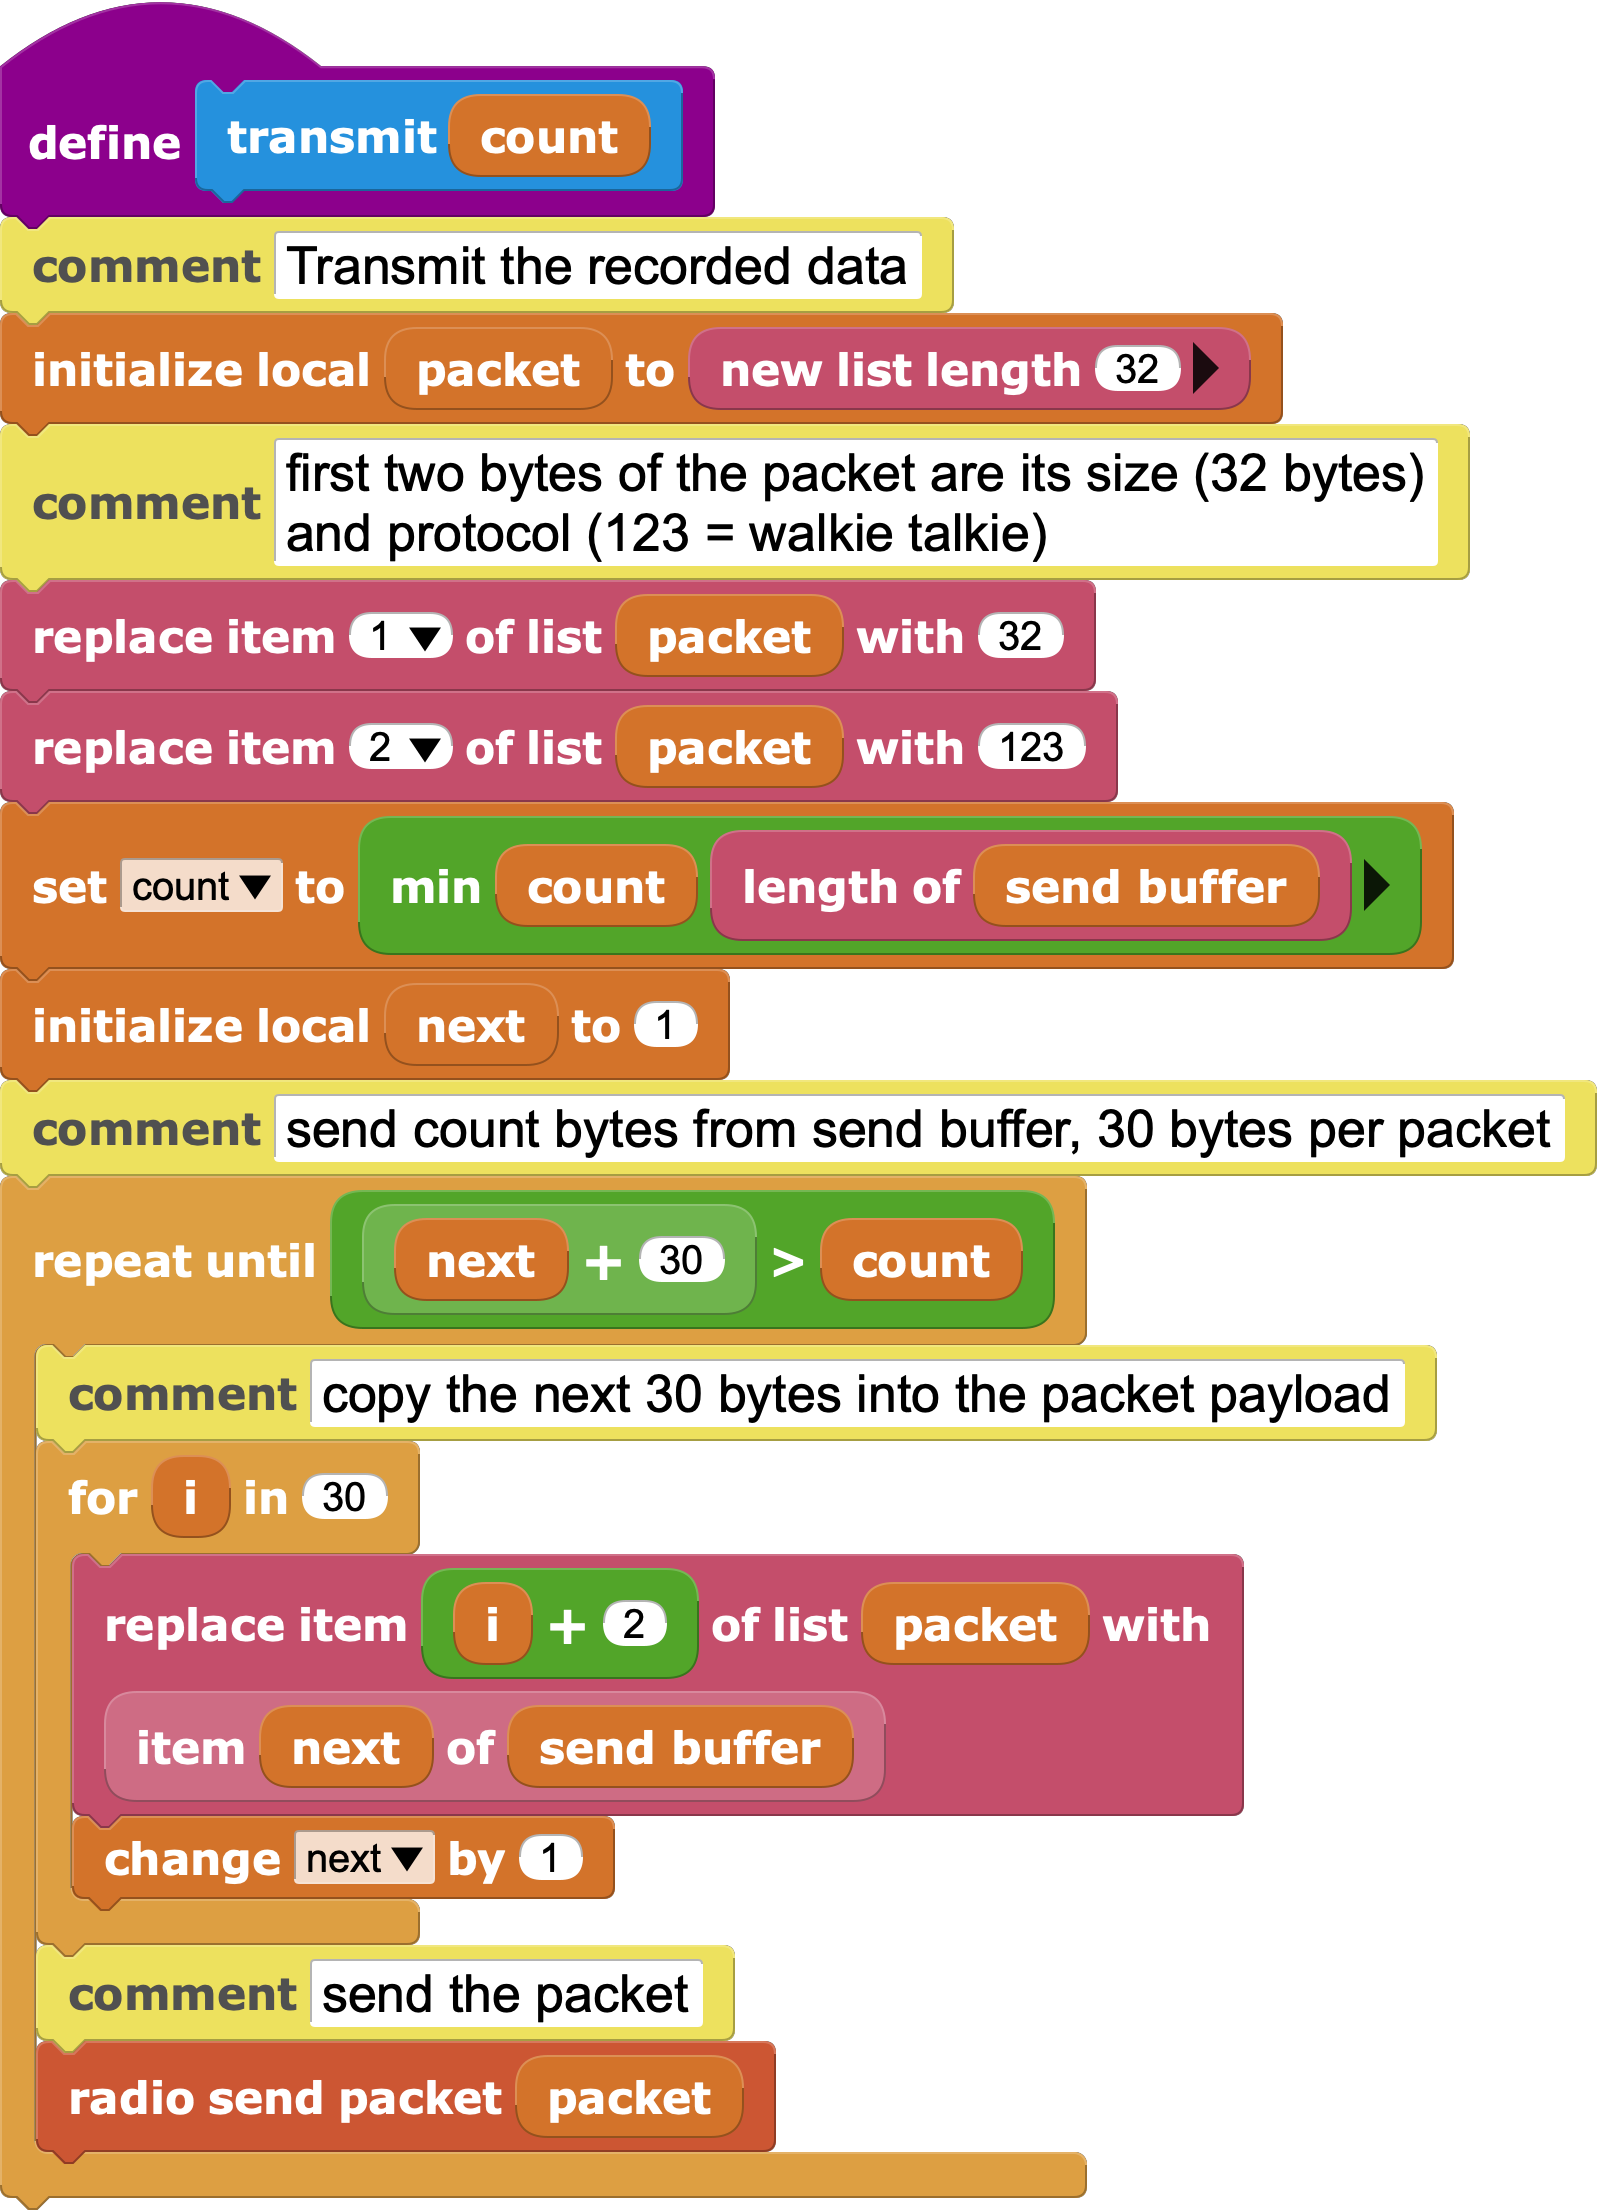 define transmit count
comment Transmit the recorded data
initialize local packet to new list length 32
comment first two bytes of the packet are its size (32 bytes)
and protocol (123 = walkie talkie)
replace item 1 of list packet with 32
replace item 2 of list packet with 123
set count to min count length of send buffer
initialize local next to 1
comment send count bytes from send buffer, 30 bytes per packet
repeat until next + 30 > count
comment copy the next 30 bytes into the packet payload
for i in 30
replace item i + 2 of list packet with
item next of send buffer
change next by 1
comment send the packet
radio send packet packet